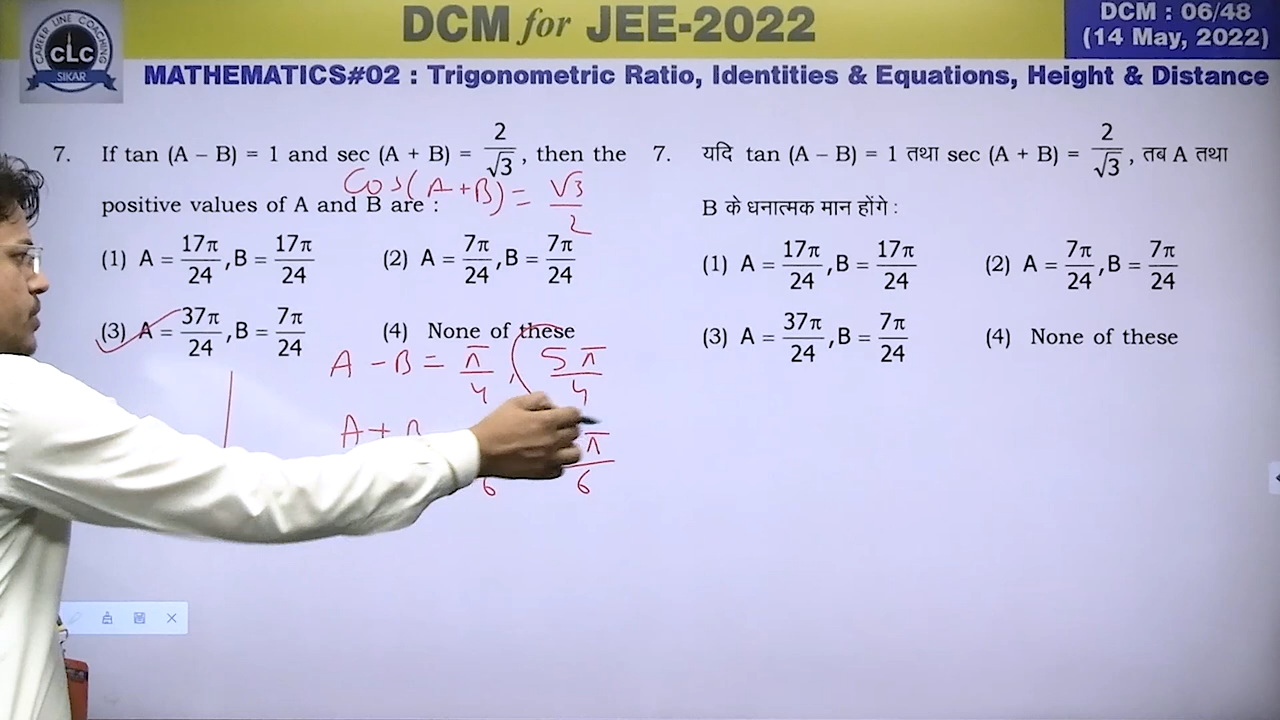 DCM for JEE-2022
DCM : 06/48
(14 May, 2022)
CAREER LINE COACHING
CLC
SIKAR
MATHEMATICS#02 : Trigonometric Ratio, Identities & Equations, Height & Distance
7. If tan (A – B) = 1 and sec (A + B) = 2/√3, then the
Cos(A+B) = √3/2
positive values of A and B are :
(1) A = 17π/24, B = 17π/24 (2) A = 7π/24, B = 7π/24
(3) A = 37π/24, B = 7π/24 (4) None of these
A – B = π/4, 5π/4
A +
π
6 6
7. यदि tan (A – B) = 1 तथा sec (A + B) = 2/√3, तब A तथा
B के धनात्मक मान होंगे :
(1) A = 17π/24, B = 17π/24 (2) A = 7π/24, B = 7π/24
(3) A = 37π/24, B = 7π/24 (4) None of these